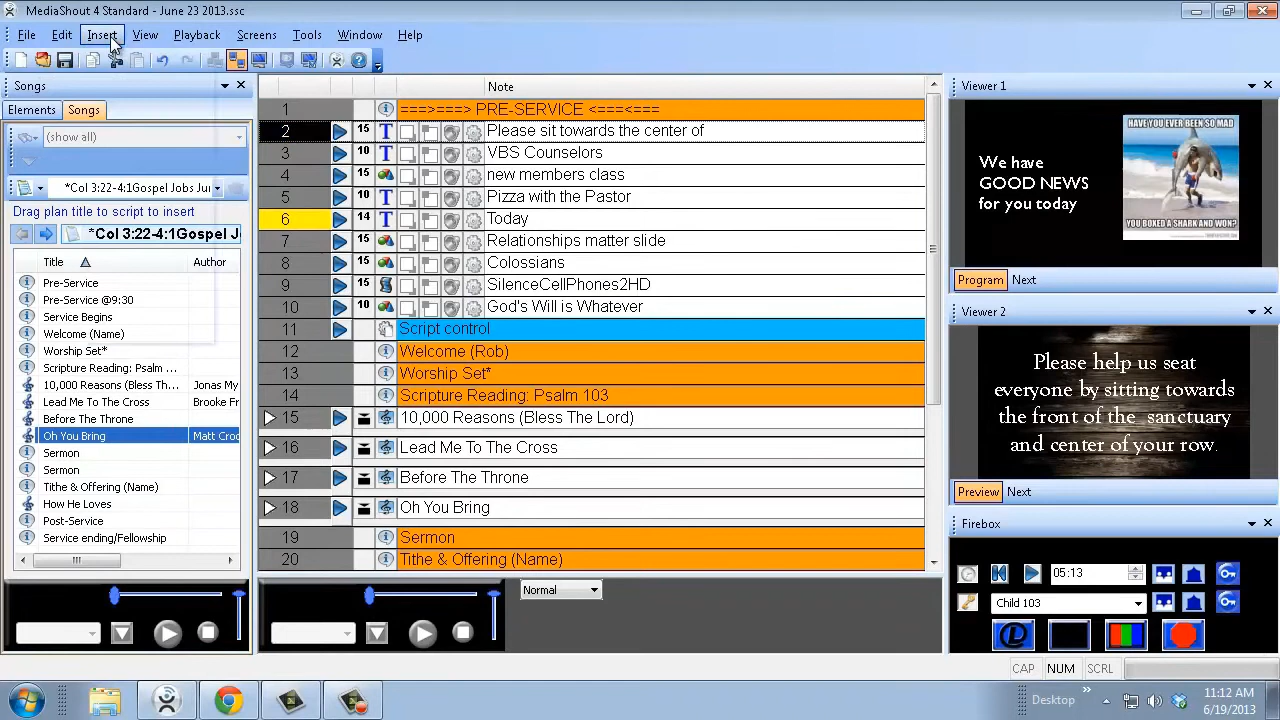 MediaShout 4 Standard - June 23 2013.ssc
File Edit Insert View Playback Screens Tools Window Help
Songs
Elements Songs
(show all)
*Col 3:22-4:1Gospel Jobs Jur
Drag plan title to script to insert
*Col 3:22-4:1Gospel J
Title Author
Pre-Service
Pre-Service @9:30
Service Begins
Welcome (Name)
Worship Set*
Scripture Reading: Psalm ...
10,000 Reasons (Bless Th... Jonas My
Lead Me To The Cross Brooke Fr
Before The Throne
Oh You Bring Matt Croc
Sermon
Sermon
Tithe & Offering (Name)
How He Loves
Post-Service
Service ending/Fellowship
Note
1 ===>===> PRE-SERVICE <===<===
2 15 T Please sit towards the center of
3 10 T VBS Counselors
4 15 new members class
5 10 T Pizza with the Pastor
6 14 T Today
7 15 Relationships matter slide
8 15 Colossians
9 15 SilenceCellPhones2HD
10 10 God's Will is Whatever
11 Script control
12 Welcome (Rob)
13 Worship Set*
14 Scripture Reading: Psalm 103
15 10,000 Reasons (Bless The Lord)
16 Lead Me To The Cross
17 Before The Throne
18 Oh You Bring
19 Sermon
20 Tithe & Offering (Name)
Normal
Viewer 1
We have
GOOD NEWS
for you today
HAVE YOU EVER BEEN SO MAD
YOU BOXED A SHARK AND WON?
Program Next
Viewer 2
Please help us seat
everyone by sitting towards
the front of the sanctuary
and center of your row.
Preview Next
Firebox
05:13
Child 103
CAP NUM SCRL
Desktop
11:12 AM
6/19/2013